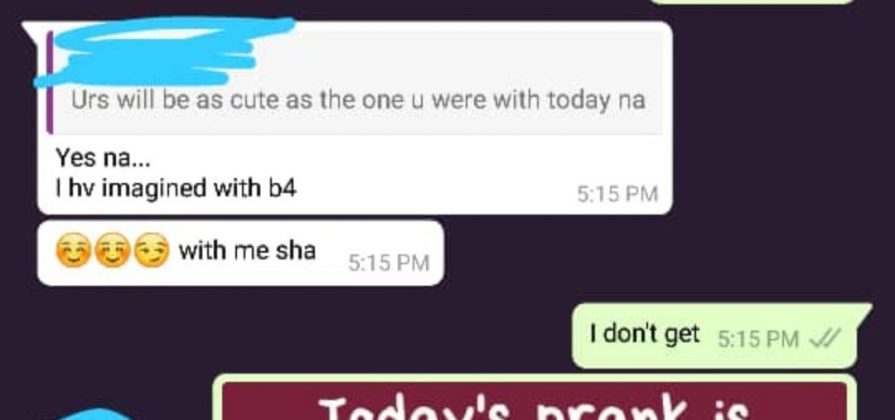 Urs will be as cute as the one u were with today na
Yes na...
I hv imagined with b4
5:15 PM
☺️☺️😏 with me sha
5:15 PM
I don't get
5:15 PM
Today's prank is